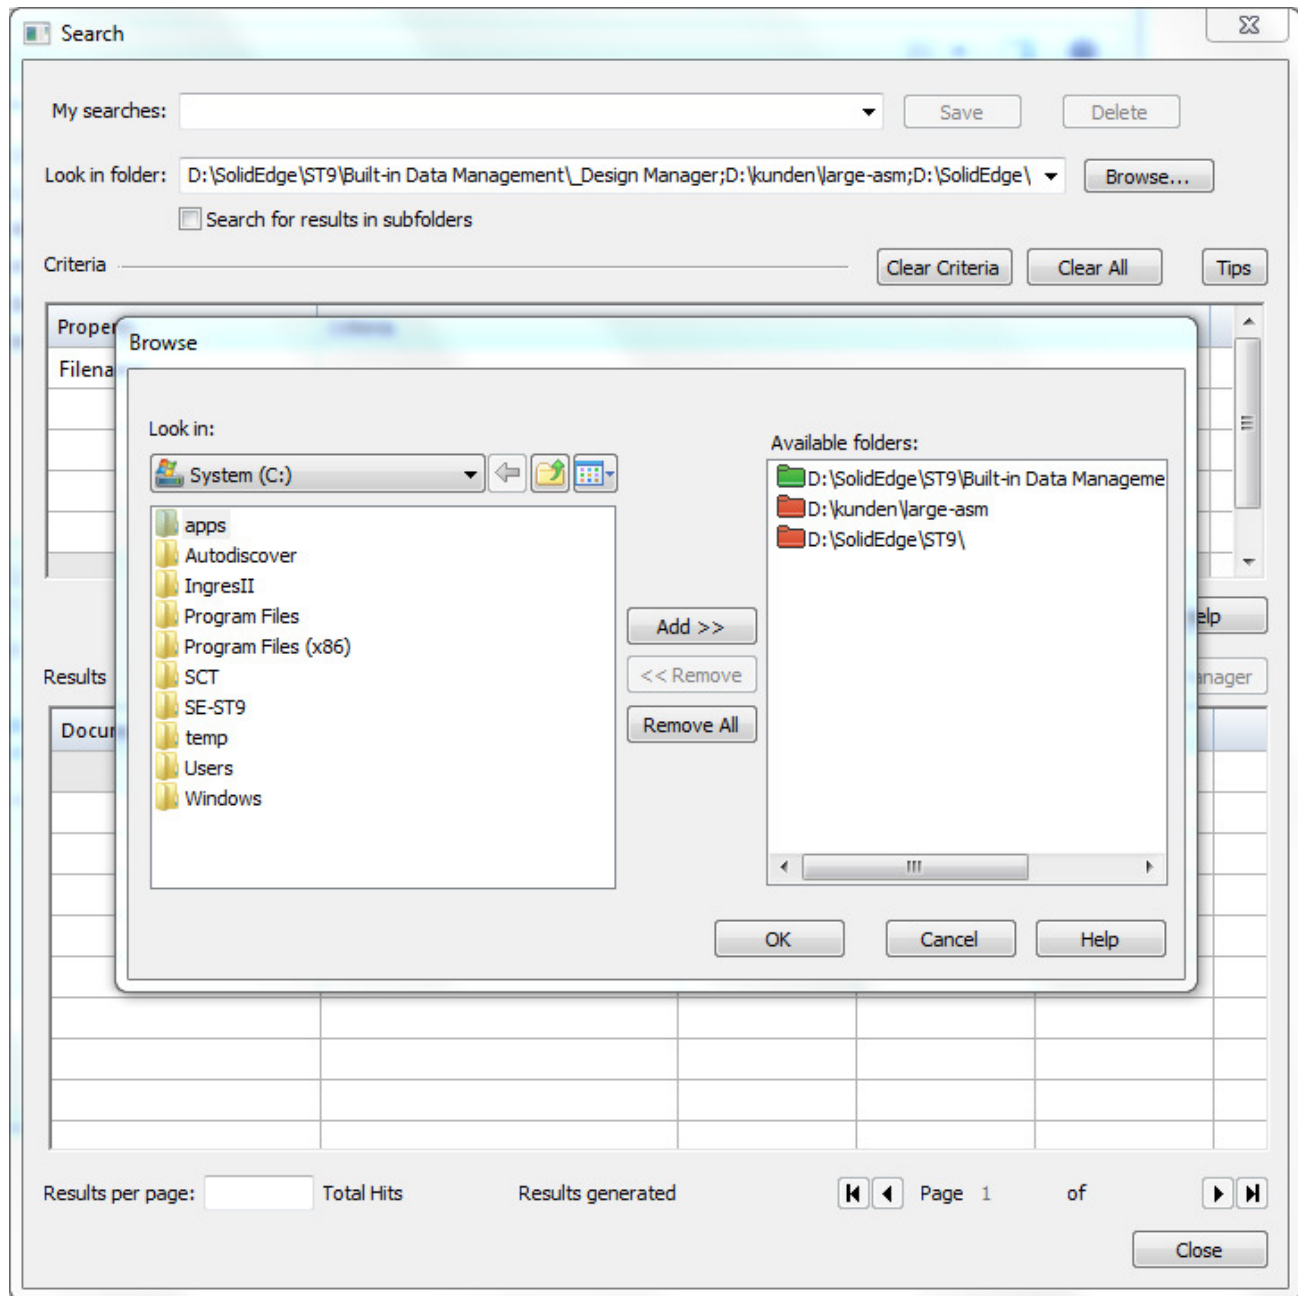 Search
My searches:
Save
Delete
Look in folder:
D:\SolidEdge\ST9\Built-in Data Management\_Design Manager;D:\kunden\large-asm;D:\SolidEdge\
Browse...
Search for results in subfolders
Criteria
Clear Criteria
Clear All
Tips
Proper
Filena
Browse
Look in:
System (C:)
apps
Autodiscover
IngresII
Program Files
Program Files (x86)
SCT
SE-ST9
temp
Users
Windows
Add >>
<< Remove
Remove All
Available folders:
D:\SolidEdge\ST9\Built-in Data Manageme
D:\kunden\large-asm
D:\SolidEdge\ST9\
OK
Cancel
Help
elp
Results
anager
Docum
Results per page:
Total Hits
Results generated
Page 1 of
Close